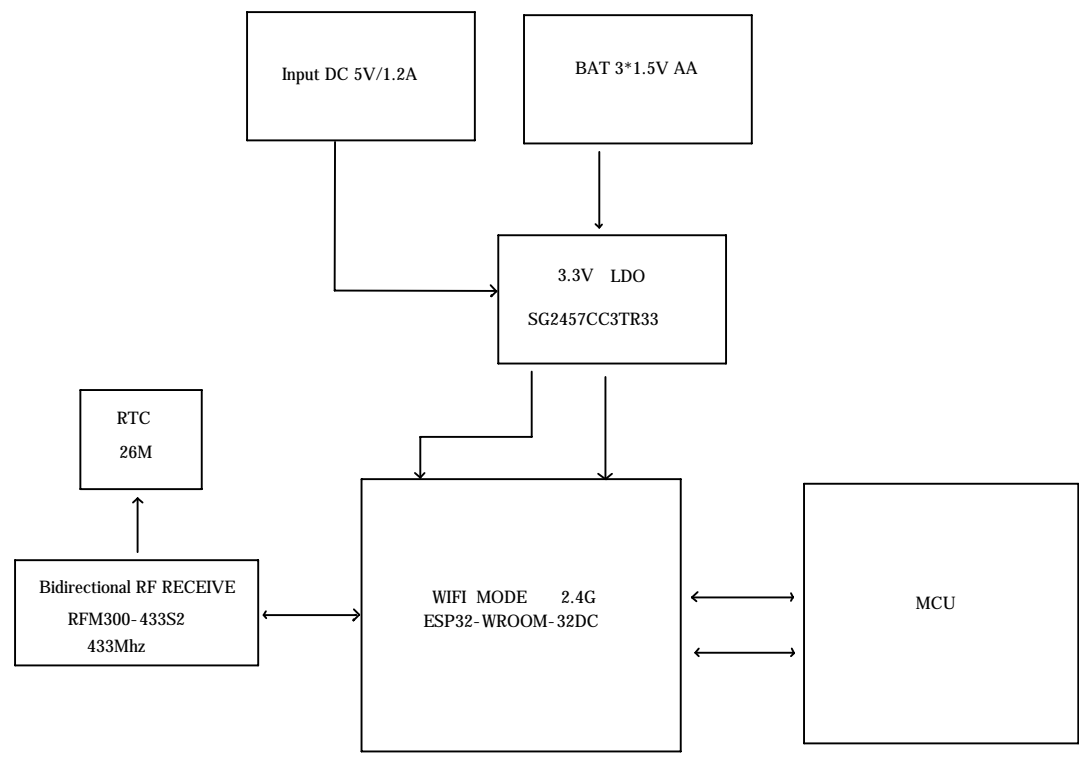 Input DC 5V/1.2A
BAT 3*1.5V AA
3.3V LDO
SG2457CC3TR33
RTC
26M
Bidirectional RF RECEIVE
RFM300-433S2
433Mhz
WIFI MODE 2.4G
ESP32-WROOM-32DC
MCU